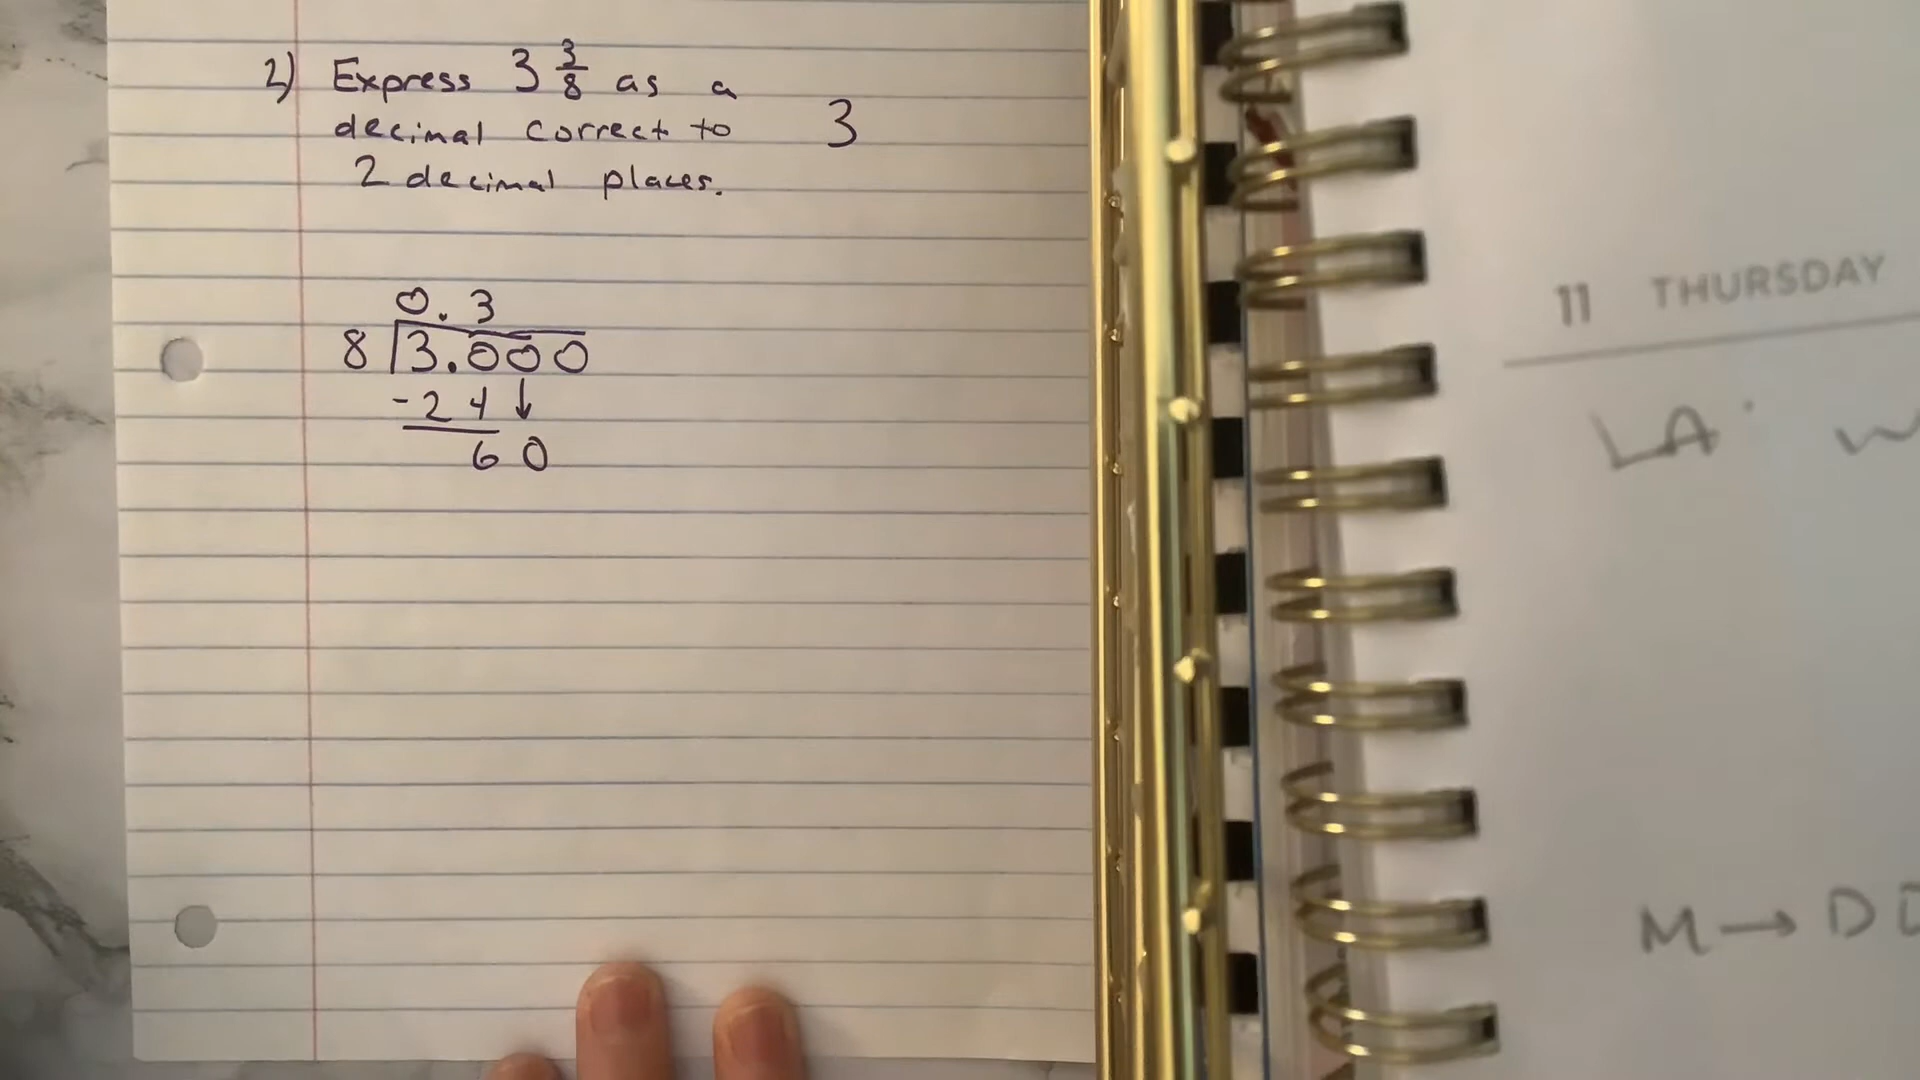 2) Express 3 3/8 as a
decimal correct to
2 decimal places.
3
0.3
8 3.000
-24↓
60
11 THURSDAY
LA
M → D